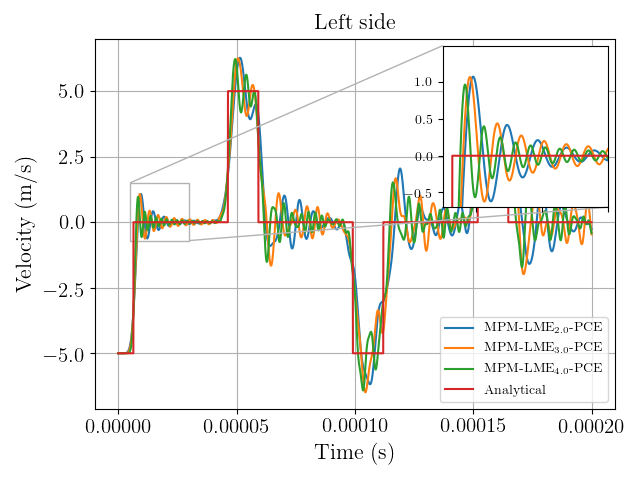 Left side
Velocity (m/s)
5.0
2.5
0.0
−2.5
−5.0
1.0
0.5
0.0
−0.5
MPM-LME2.0-PCE
MPM-LME3.0-PCE
MPM-LME4.0-PCE
Analytical
0.00000
0.00005
0.00010
0.00015
0.00020
Time (s)